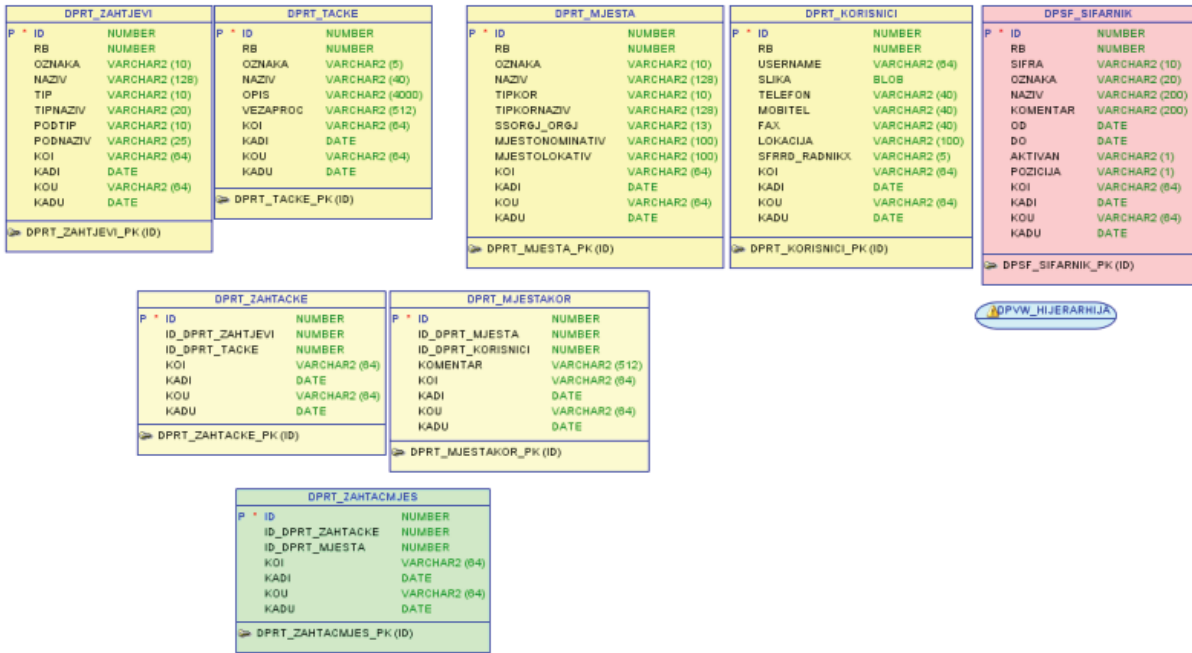 DPRT_ZAHTJEVI
P * ID NUMBER
RB NUMBER
OZNAKA VARCHAR2 (10)
NAZIV VARCHAR2 (128)
TIP VARCHAR2 (10)
TIPNAZIV VARCHAR2 (20)
PODTIP VARCHAR2 (10)
PODNAZIV VARCHAR2 (25)
KOI VARCHAR2 (64)
KADI DATE
KOU VARCHAR2 (64)
KADU DATE
DPRT_ZAHTJEVI_PK (ID)
DPRT_TACKE
P * ID NUMBER
RB NUMBER
OZNAKA VARCHAR2 (5)
NAZIV VARCHAR2 (40)
OPIS VARCHAR2 (4000)
VEZAPROC VARCHAR2 (512)
KOI VARCHAR2 (64)
KADI DATE
KOU VARCHAR2 (64)
KADU DATE
DPRT_TACKE_PK (ID)
DPRT_MJESTA
P * ID NUMBER
RB NUMBER
OZNAKA VARCHAR2 (10)
NAZIV VARCHAR2 (128)
TIPKOR VARCHAR2 (10)
TIPKORNAZIV VARCHAR2 (128)
SSORGJ_ORGJ VARCHAR2 (13)
MJESTONOMINATIV VARCHAR2 (100)
MJESTOLOKATIV VARCHAR2 (100)
KOI VARCHAR2 (64)
KADI DATE
KOU VARCHAR2 (64)
KADU DATE
DPRT_MJESTA_PK (ID)
DPRT_KORISNICI
P * ID NUMBER
RB NUMBER
USERNAME VARCHAR2 (64)
SLIKA BLOB
TELEFON VARCHAR2 (40)
MOBITEL VARCHAR2 (40)
FAX VARCHAR2 (40)
LOKACIJA VARCHAR2 (100)
SFRRD_RADNIKX VARCHAR2 (5)
KOI VARCHAR2 (64)
KADI DATE
KOU VARCHAR2 (64)
KADU DATE
DPRT_KORISNICI_PK (ID)
DPSF_SIFARNIK
P * ID NUMBER
RB NUMBER
SIFRA VARCHAR2 (10)
OZNAKA VARCHAR2 (20)
NAZIV VARCHAR2 (200)
KOMENTAR VARCHAR2 (200)
OD DATE
DO DATE
AKTIVAN VARCHAR2 (1)
POZICIJA VARCHAR2 (1)
KOI VARCHAR2 (64)
KADI DATE
KOU VARCHAR2 (64)
KADU DATE
DPSF_SIFARNIK_PK (ID)
DPRT_ZAHTACKE
P * ID NUMBER
ID_DPRT_ZAHTJEVI NUMBER
ID_DPRT_TACKE NUMBER
KOI VARCHAR2 (64)
KADI DATE
KOU VARCHAR2 (64)
KADU DATE
DPRT_ZAHTACKE_PK (ID)
DPRT_MJESTAKOR
P * ID NUMBER
ID_DPRT_MJESTA NUMBER
ID_DPRT_KORISNICI NUMBER
KOMENTAR VARCHAR2 (512)
KOI VARCHAR2 (64)
KADI DATE
KOU VARCHAR2 (64)
KADU DATE
DPRT_MJESTAKOR_PK (ID)
DPVW_HIJERARHIJA
DPRT_ZAHTACMJES
P * ID NUMBER
ID_DPRT_ZAHTACKE NUMBER
ID_DPRT_MJESTA NUMBER
KOI VARCHAR2 (64)
KADI DATE
KOU VARCHAR2 (64)
KADU DATE
DPRT_ZAHTACMJES_PK (ID)